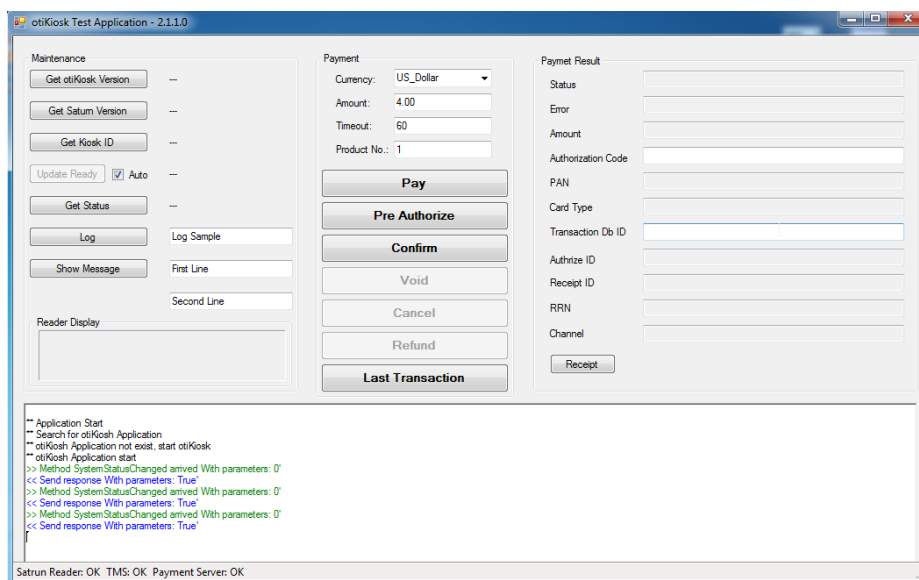 otiKiosk Test Application - 2.1.1.0
Maintenance
Get otiKiosk Version ---
Get Saturn Version ---
Get Kiosk ID ---
Update Ready Auto ---
Get Status ---
Log Log Sample
Show Message First Line
Second Line
Reader Display
Payment
Currency: US_Dollar
Amount: 4.00
Timeout: 60
Product No.: 1
Pay
Pre Authorize
Confirm
Void
Cancel
Refund
Last Transaction
Paymet Result
Status
Error
Amount
Authorization Code
PAN
Card Type
Transaction Db ID
Authrize ID
Receipt ID
RRN
Channel
Receipt
** Application Start
** Search for otiKiosh Application
** otiKiosh Application not exist, start otiKiosk
** otiKiosh Application start
>> Method SystemStatusChanged arrived With parameters: 0'
<< Send response With parameters: True'
>> Method SystemStatusChanged arrived With parameters: 0'
<< Send response With parameters: True'
>> Method SystemStatusChanged arrived With parameters: 0'
<< Send response With parameters: True'
Satrun Reader: OK TMS: OK Payment Server: OK